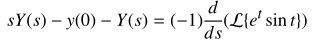 sY(s) − y(0) − Y(s) = (−1) d/ds (ℒ{e^t sin t})